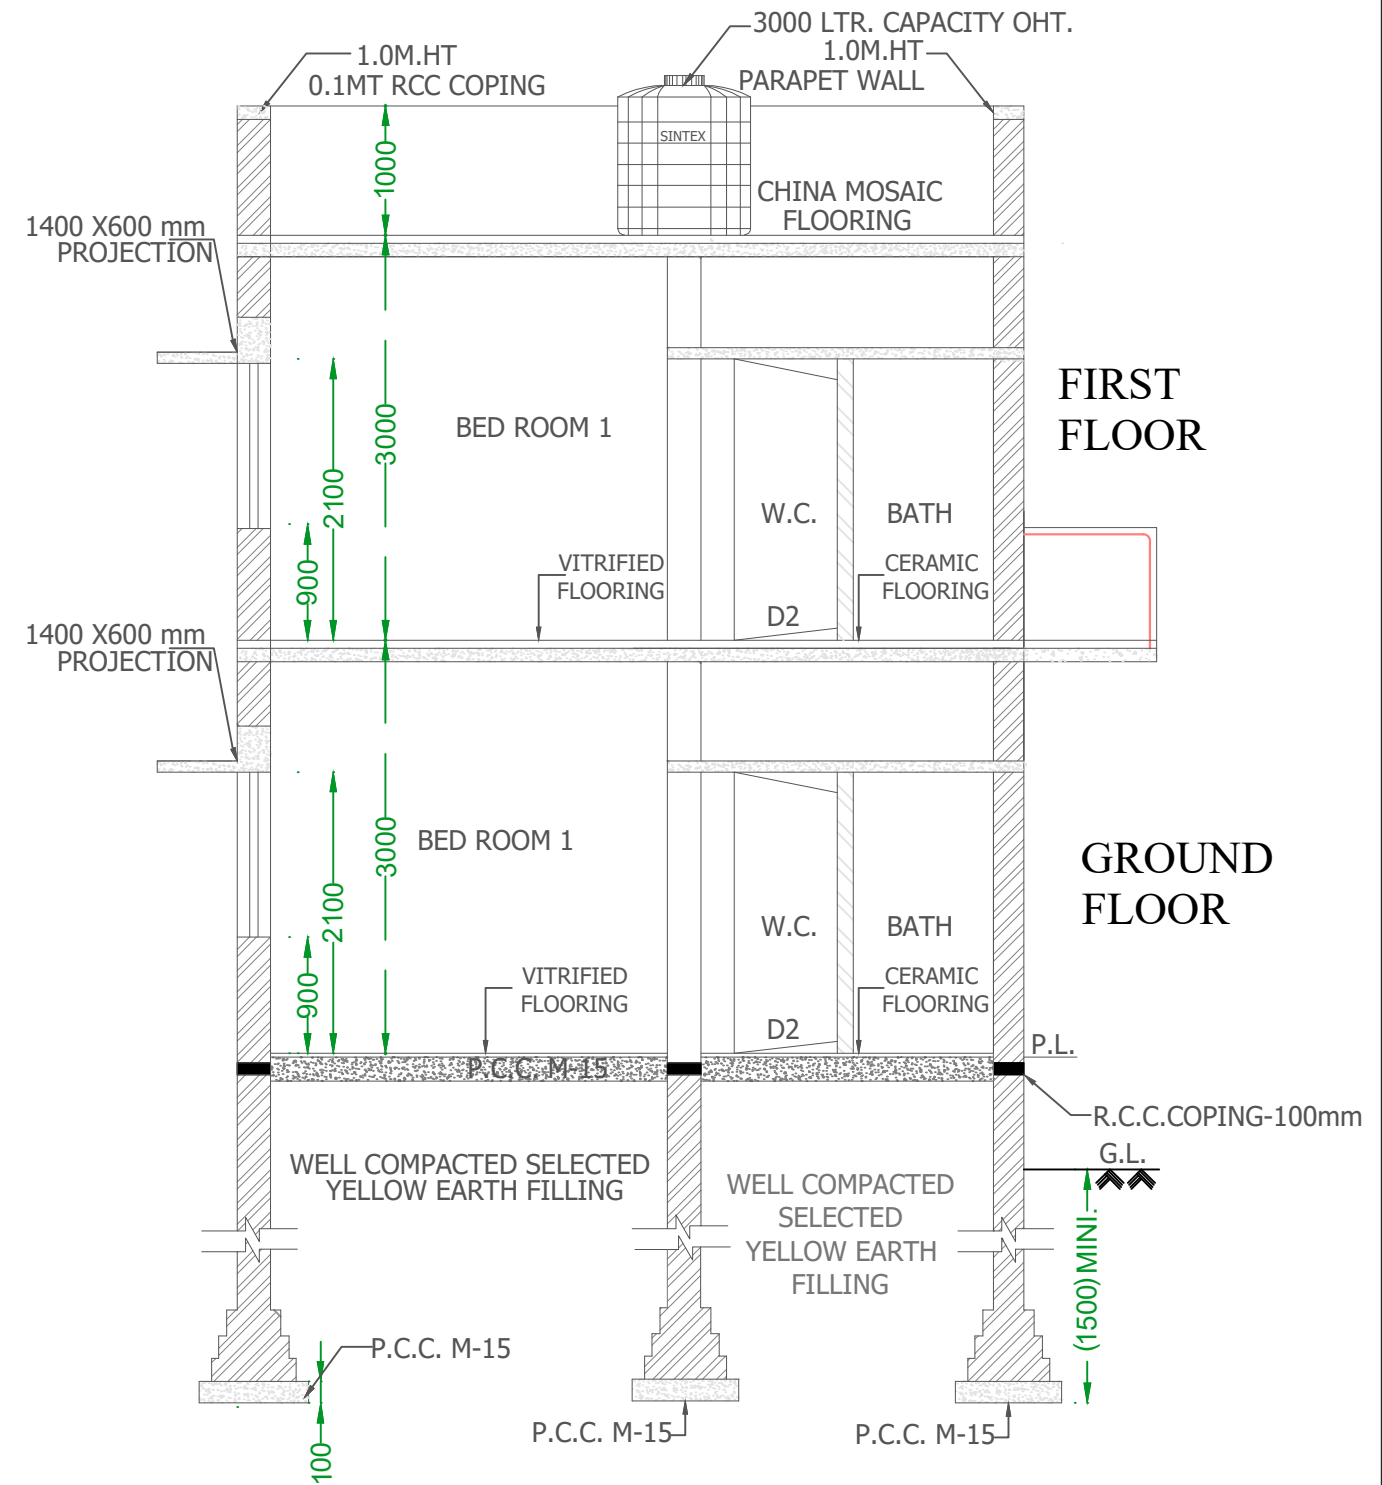 3000 LTR. CAPACITY OHT.
1.0M.HT
0.1MT RCC COPING
1.0M.HT
PARAPET WALL
SINTEX
1000
CHINA MOSAIC
FLOORING
1400 X600 mm
PROJECTION
FIRST
FLOOR
BED ROOM 1
3000
2100
900
W.C.
BATH
VITRIFIED
FLOORING
CERAMIC
FLOORING
D2
1400 X600 mm
PROJECTION
BED ROOM 1
3000
2100
900
GROUND
FLOOR
W.C.
BATH
VITRIFIED
FLOORING
CERAMIC
FLOORING
D2
P.L.
P.C.C. M-15
R.C.C.COPING-100mm
G.L.
WELL COMPACTED SELECTED
YELLOW EARTH FILLING
WELL COMPACTED
SELECTED
YELLOW EARTH
FILLING
(1500) MINI.
P.C.C. M-15
P.C.C. M-15
P.C.C. M-15
100